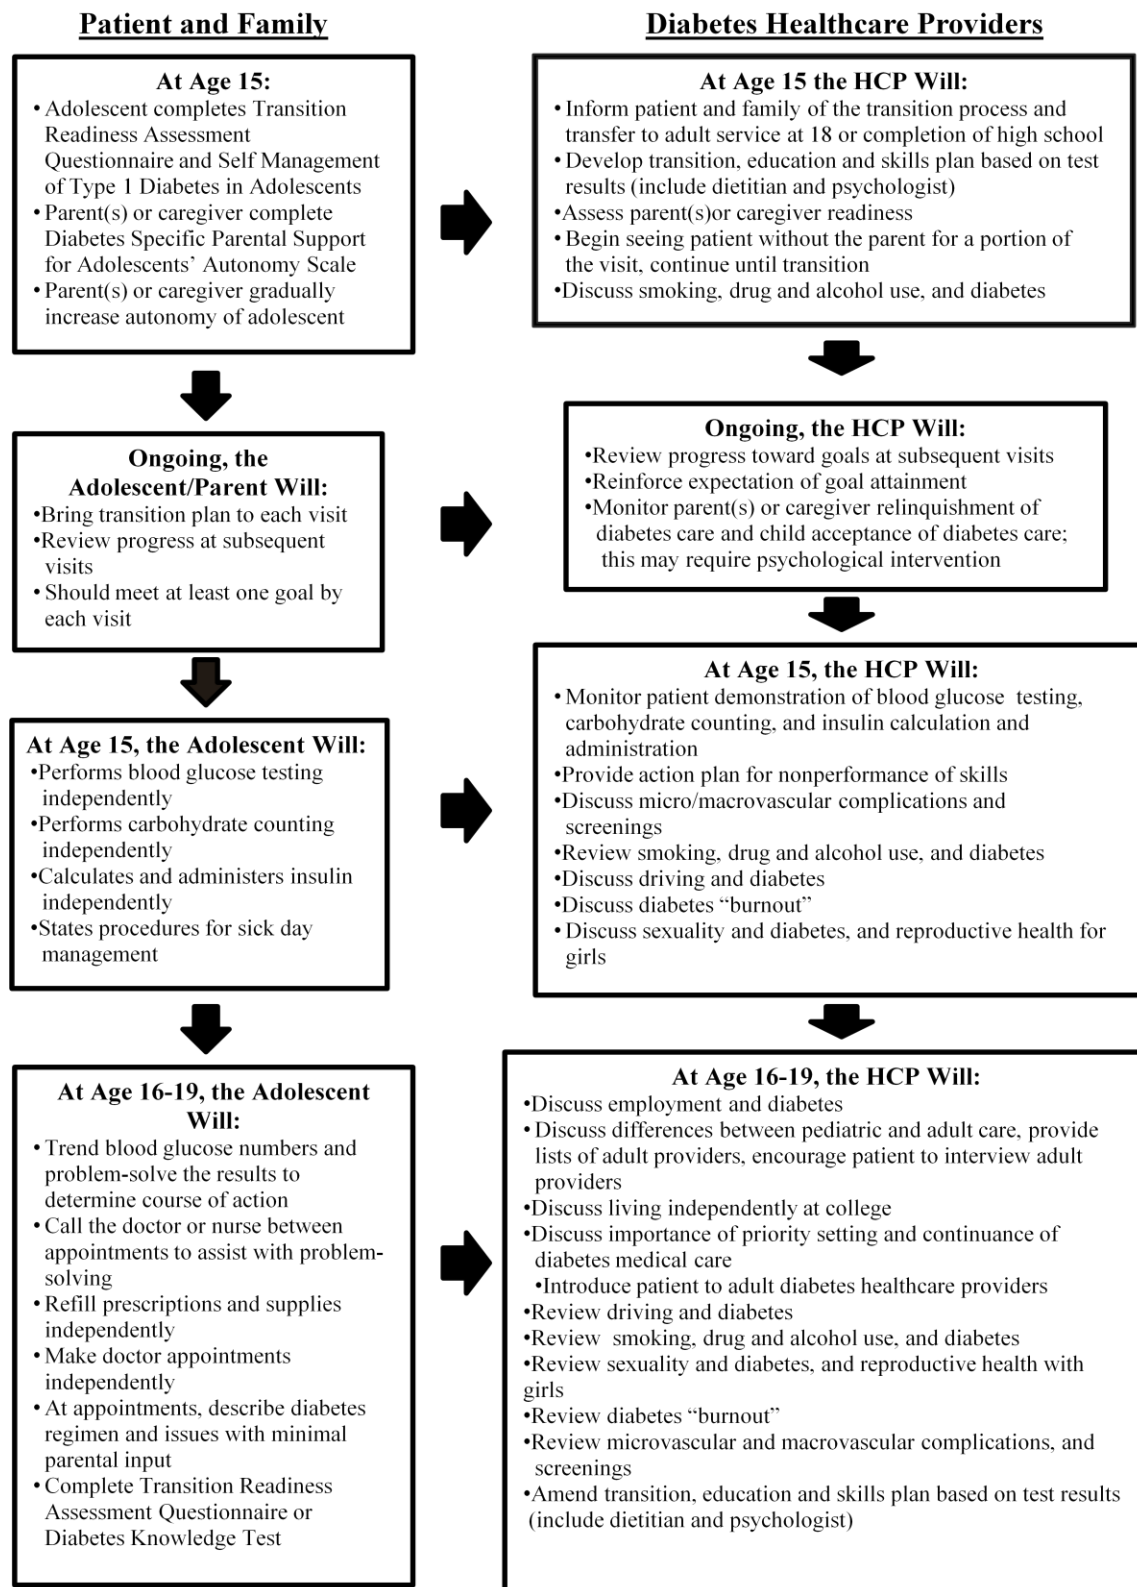 Patient and Family
At Age 15:
• Adolescent completes Transition
Readiness Assessment
Questionnaire and Self Management
of Type 1 Diabetes in Adolescents
• Parent(s) or caregiver complete
Diabetes Specific Parental Support
for Adolescents' Autonomy Scale
• Parent(s) or caregiver gradually
increase autonomy of adolescent
Ongoing, the
Adolescent/Parent Will:
•Bring transition plan to each visit
•Review progress at subsequent
visits
•Should meet at least one goal by
each visit
At Age 15, the Adolescent Will:
•Performs blood glucose testing
independently
•Performs carbohydrate counting
independently
•Calculates and administers insulin
independently
•States procedures for sick day
management
At Age 16-19, the Adolescent
Will:
• Trend blood glucose numbers and
problem-solve the results to
determine course of action
• Call the doctor or nurse between
appointments to assist with problem-
solving
• Refill prescriptions and supplies
independently
• Make doctor appointments
independently
• At appointments, describe diabetes
regimen and issues with minimal
parental input
• Complete Transition Readiness
Assessment Questionnaire or
Diabetes Knowledge Test
Diabetes Healthcare Providers
At Age 15 the HCP Will:
• Inform patient and family of the transition process and
transfer to adult service at 18 or completion of high school
• Develop transition, education and skills plan based on test
results (include dietitian and psychologist)
•Assess parent(s)or caregiver readiness
• Begin seeing patient without the parent for a portion of
the visit, continue until transition
•Discuss smoking, drug and alcohol use, and diabetes
Ongoing, the HCP Will:
•Review progress toward goals at subsequent visits
•Reinforce expectation of goal attainment
•Monitor parent(s) or caregiver relinquishment of
diabetes care and child acceptance of diabetes care;
this may require psychological intervention
At Age 15, the HCP Will:
• Monitor patient demonstration of blood glucose testing,
carbohydrate counting, and insulin calculation and
administration
•Provide action plan for nonperformance of skills
•Discuss micro/macrovascular complications and
screenings
•Review smoking, drug and alcohol use, and diabetes
•Discuss driving and diabetes
•Discuss diabetes “burnout”
• Discuss sexuality and diabetes, and reproductive health for
girls
At Age 16-19, the HCP Will:
•Discuss employment and diabetes
• Discuss differences between pediatric and adult care, provide
lists of adult providers, encourage patient to interview adult
providers
•Discuss living independently at college
•Discuss importance of priority setting and continuance of
diabetes medical care
•Introduce patient to adult diabetes healthcare providers
•Review driving and diabetes
•Review smoking, drug and alcohol use, and diabetes
•Review sexuality and diabetes, and reproductive health with
girls
•Review diabetes “burnout”
•Review microvascular and macrovascular complications, and
screenings
•Amend transition, education and skills plan based on test results
(include dietitian and psychologist)